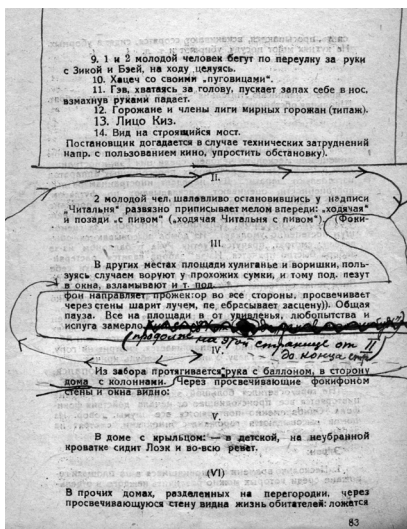 9. 1 и 2 молодой человек бегут по переулку за руки
с Зикой и Бэей, на ходу целуясь.
10. Хацеч со своими „пуговицами“.
11. Гэв, хватаясь за голову, пускает запах себе в нос,
взмахнув руками падает.
12. Горожане и члены лиги мирных горожан (типаж).
13. Лицо Киз.
14. Вид на строящийся мост.
Постановщик догадается в случае технических затруднений
напр. с пользованием кино, упростить обстановку).
II.
2 молодой чел. шаловливо остановившись у надписи
„Читальня“ развязно приписывает мелом впереди: „ходячая“
и позади „с пивом“ („ходячая Читальня с пивом“). (Фоки-
III.
В других местах площади хулиганье и воришки, поль-
зуясь случаем воруют у прохожих сумки, и тому под. лезут
в окна, взламывают и т. под.
фон направляет прожектор во все стороны, просвечивает
через стены шарит лучем,
Общая
пауза. Все на площади в от удивленья, любопытства и
испуга замерло.
на этой странице от II
до конца стр
IV.
Из забора протягивается рука с баллоном, в сторону
дома с колоннами. (Через просвечивающие фокифоном
стены и окна видно:
V.
В доме с крыльцом: — в детской, на неубранной
кроватке сидит Лоэи и во-всю ревет.
(VI)
В прочих домах, разделенных на перегородки, через
просвечивающуюся стену видна жизнь обитателей: ложатся
83